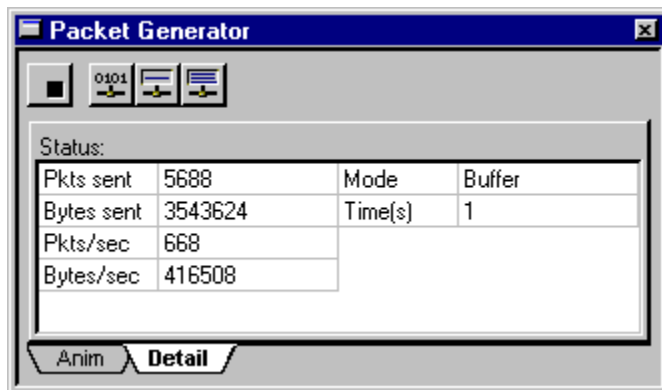 Packet Generator
0101
Status:
Pkts sent 5688 Mode Buffer
Bytes sent 3543624 Time(s) 1
Pkts/sec 668
Bytes/sec 416508
Anim Detail